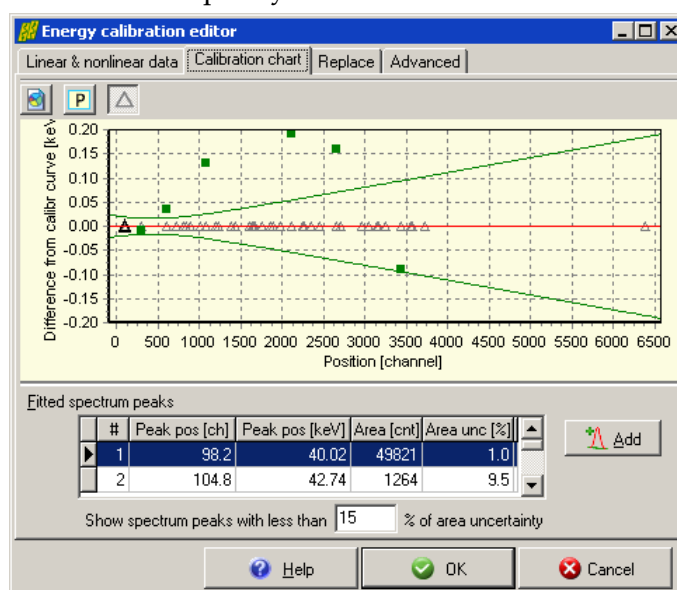 Energy calibration editor
Linear & nonlinear data Calibration chart Replace Advanced
P
Difference from calibr curve [keV
0.20
0.15
0.10
0.05
0.00
-0.05
-0.10
-0.15
-0.20
0 500 1000 1500 2000 2500 3000 3500 4000 4500 5000 5500 6000 6500
Position [channel]
Fitted spectrum peaks
# Peak pos [ch] Peak pos [keV] Area [cnt] Area unc [%]
1 98.2 40.02 49821 1.0
2 104.8 42.74 1264 9.5
Add
Show spectrum peaks with less than 15 % of area uncertainty
Help OK Cancel